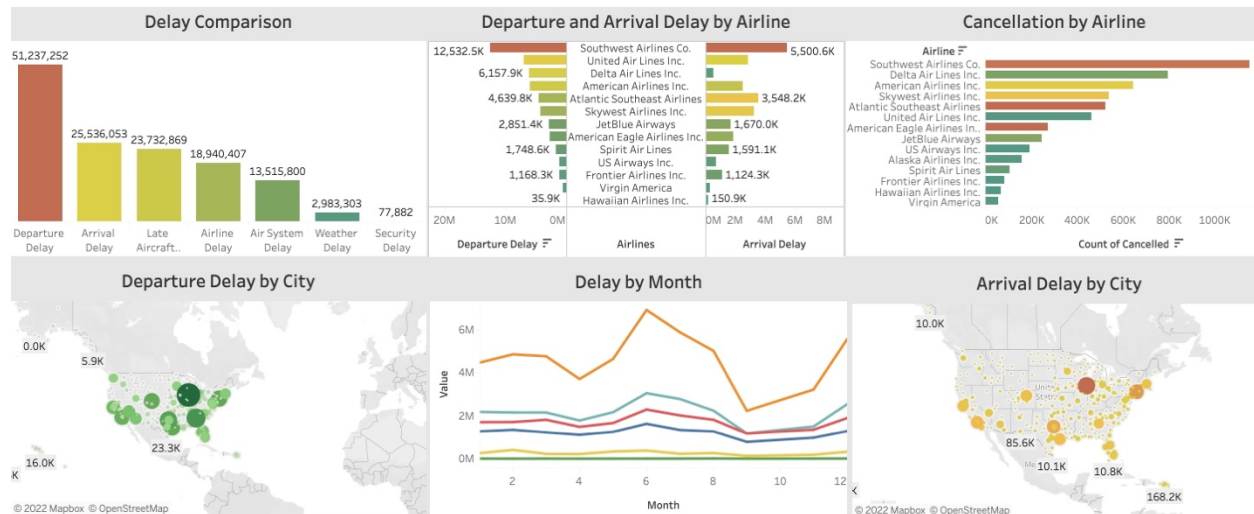 Delay Comparison
51,237,252
25,536,053
23,732,869
18,940,407
13,515,800
2,983,303
77,882
Departure Delay
Arrival Delay
Late Aircraft..
Airline Delay
Air System Delay
Weather Delay
Security Delay
Departure and Arrival Delay by Airline
12,532.5K Southwest Airlines Co. 5,500.6K
United Air Lines Inc.
6,157.9K Delta Air Lines Inc.
American Airlines Inc.
4,639.8K Atlantic Southeast Airlines 3,548.2K
Skywest Airlines Inc.
2,851.4K JetBlue Airways 1,670.0K
American Eagle Airlines Inc.
1,748.6K Spirit Air Lines 1,591.1K
US Airways Inc.
1,168.3K Frontier Airlines Inc. 1,124.3K
Virgin America
35.9K Hawaiian Airlines Inc. 150.9K
20M 10M 0M 0M 2M 4M 6M 8M
Departure Delay Airlines Arrival Delay
Cancellation by Airline
Airline
Southwest Airlines Co.
Delta Air Lines Inc.
American Airlines Inc.
Skywest Airlines Inc.
Atlantic Southeast Airlines
United Air Lines Inc.
American Eagle Airlines In..
JetBlue Airways
US Airways Inc.
Alaska Airlines Inc.
Spirit Air Lines
Frontier Airlines Inc.
Hawaiian Airlines Inc.
Virgin America
0K 200K 400K 600K 800K 1000K
Count of Cancelled
Departure Delay by City
0.0K
5.9K
23.3K
16.0K
K
© 2022 Mapbox © OpenStreetMap
Delay by Month
6M
4M
2M
0M
Value
2 4 6 8 10 12
Month
Arrival Delay by City
10.0K
United States
85.6K
10.1K
10.8K
168.2K
© 2022 Mapbox © OpenStreetMap